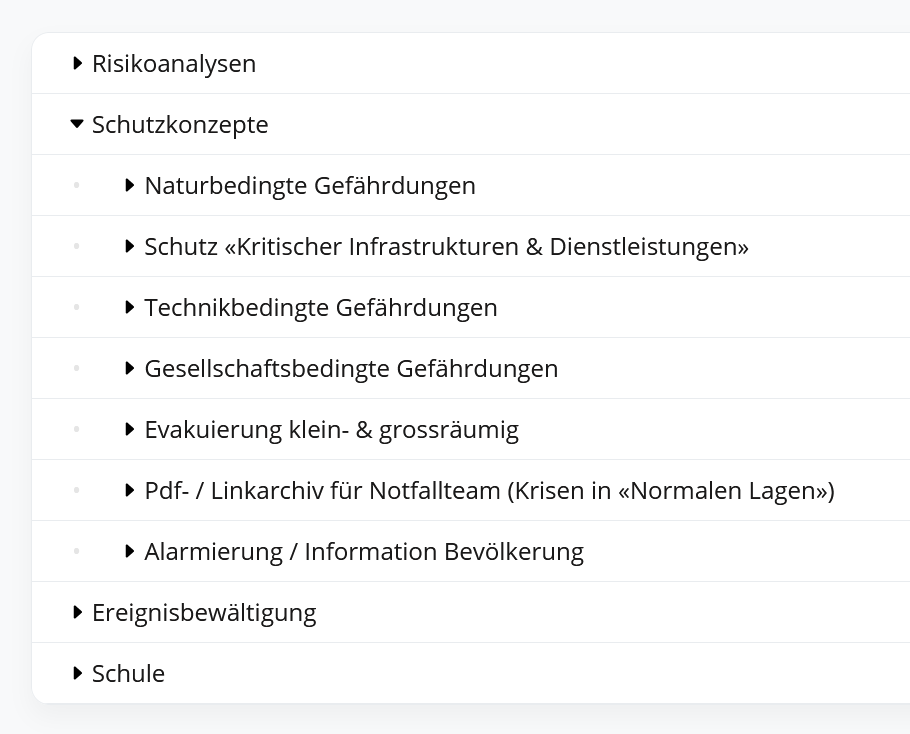 Risikoanalysen
Schutzkonzepte
Naturbedingte Gefährdungen
Schutz «Kritischer Infrastrukturen & Dienstleistungen»
Technikbedingte Gefährdungen
Gesellschaftsbedingte Gefährdungen
Evakuierung klein- & grossräumig
Pdf- / Linkarchiv für Notfallteam (Krisen in «Normalen Lagen»)
Alarmierung / Information Bevölkerung
Ereignisbewältigung
Schule